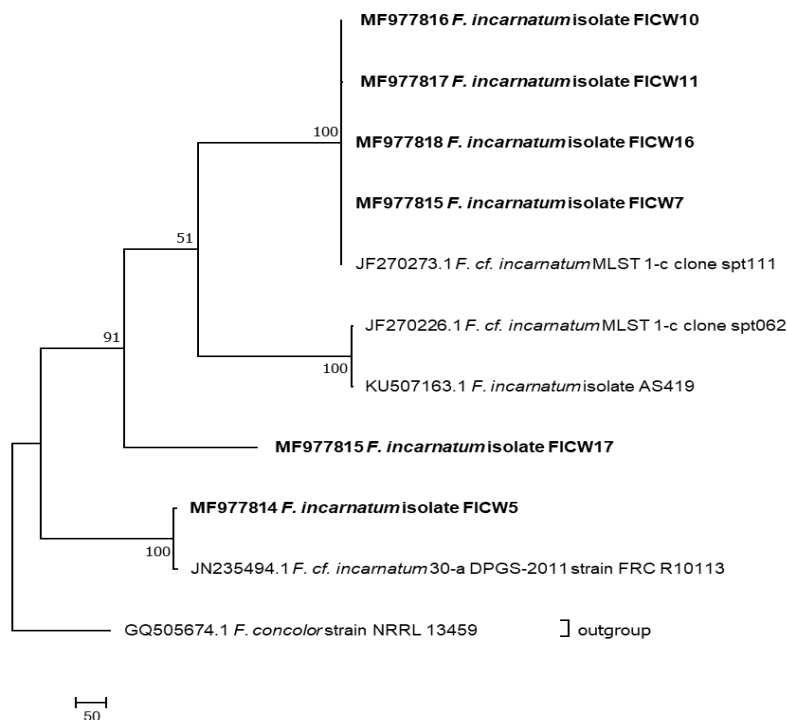 MF977816 F. incarnatum isolate FICW10
MF977817 F. incarnatum isolate FICW11
100
MF977818 F. incarnatum isolate FICW16
MF977815 F. incarnatum isolate FICW7
51
JF270273.1 F. cf. incarnatum MLST 1-c clone spt111
JF270226.1 F. cf. incarnatum MLST 1-c clone spt062
91
100
KU507163.1 F. incarnatum isolate AS419
MF977815 F. incarnatum isolate FICW17
MF977814 F. incarnatum isolate FICW5
100
JN235494.1 F. cf. incarnatum 30-a DPGS-2011 strain FRC R10113
GQ505674.1 F. concolor strain NRRL 13459
outgroup
50